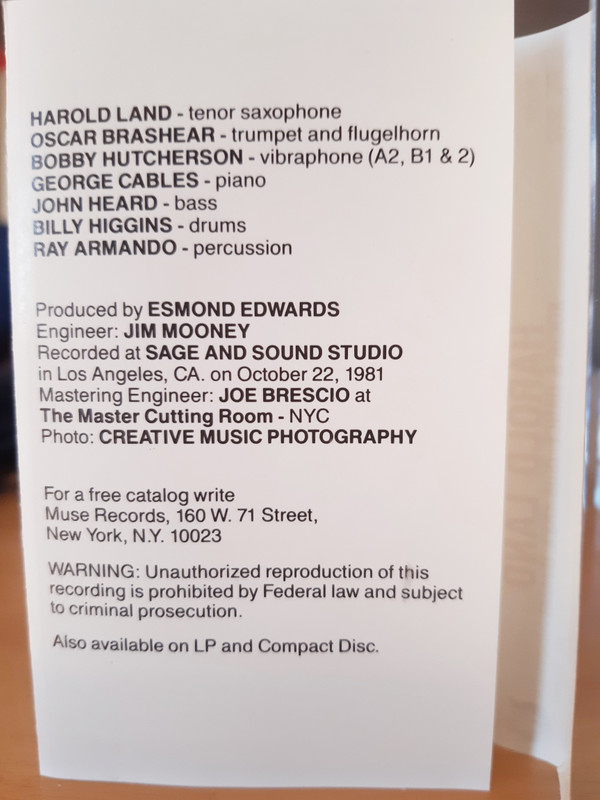 HAROLD LAND - tenor saxophone
OSCAR BRASHEAR - trumpet and flugelhorn
BOBBY HUTCHERSON - vibraphone (A2, B1 & 2)
GEORGE CABLES - piano
JOHN HEARD - bass
BILLY HIGGINS - drums
RAY ARMANDO - percussion
Produced by ESMOND EDWARDS
Engineer: JIM MOONEY
Recorded at SAGE AND SOUND STUDIO
in Los Angeles, CA. on October 22, 1981
Mastering Engineer: JOE BRESCIO at
The Master Cutting Room - NYC
Photo: CREATIVE MUSIC PHOTOGRAPHY
For a free catalog write
Muse Records, 160 W. 71 Street,
New York, N.Y. 10023
WARNING: Unauthorized reproduction of this
recording is prohibited by Federal law and subject
to criminal prosecution.
Also available on LP and Compact Disc.